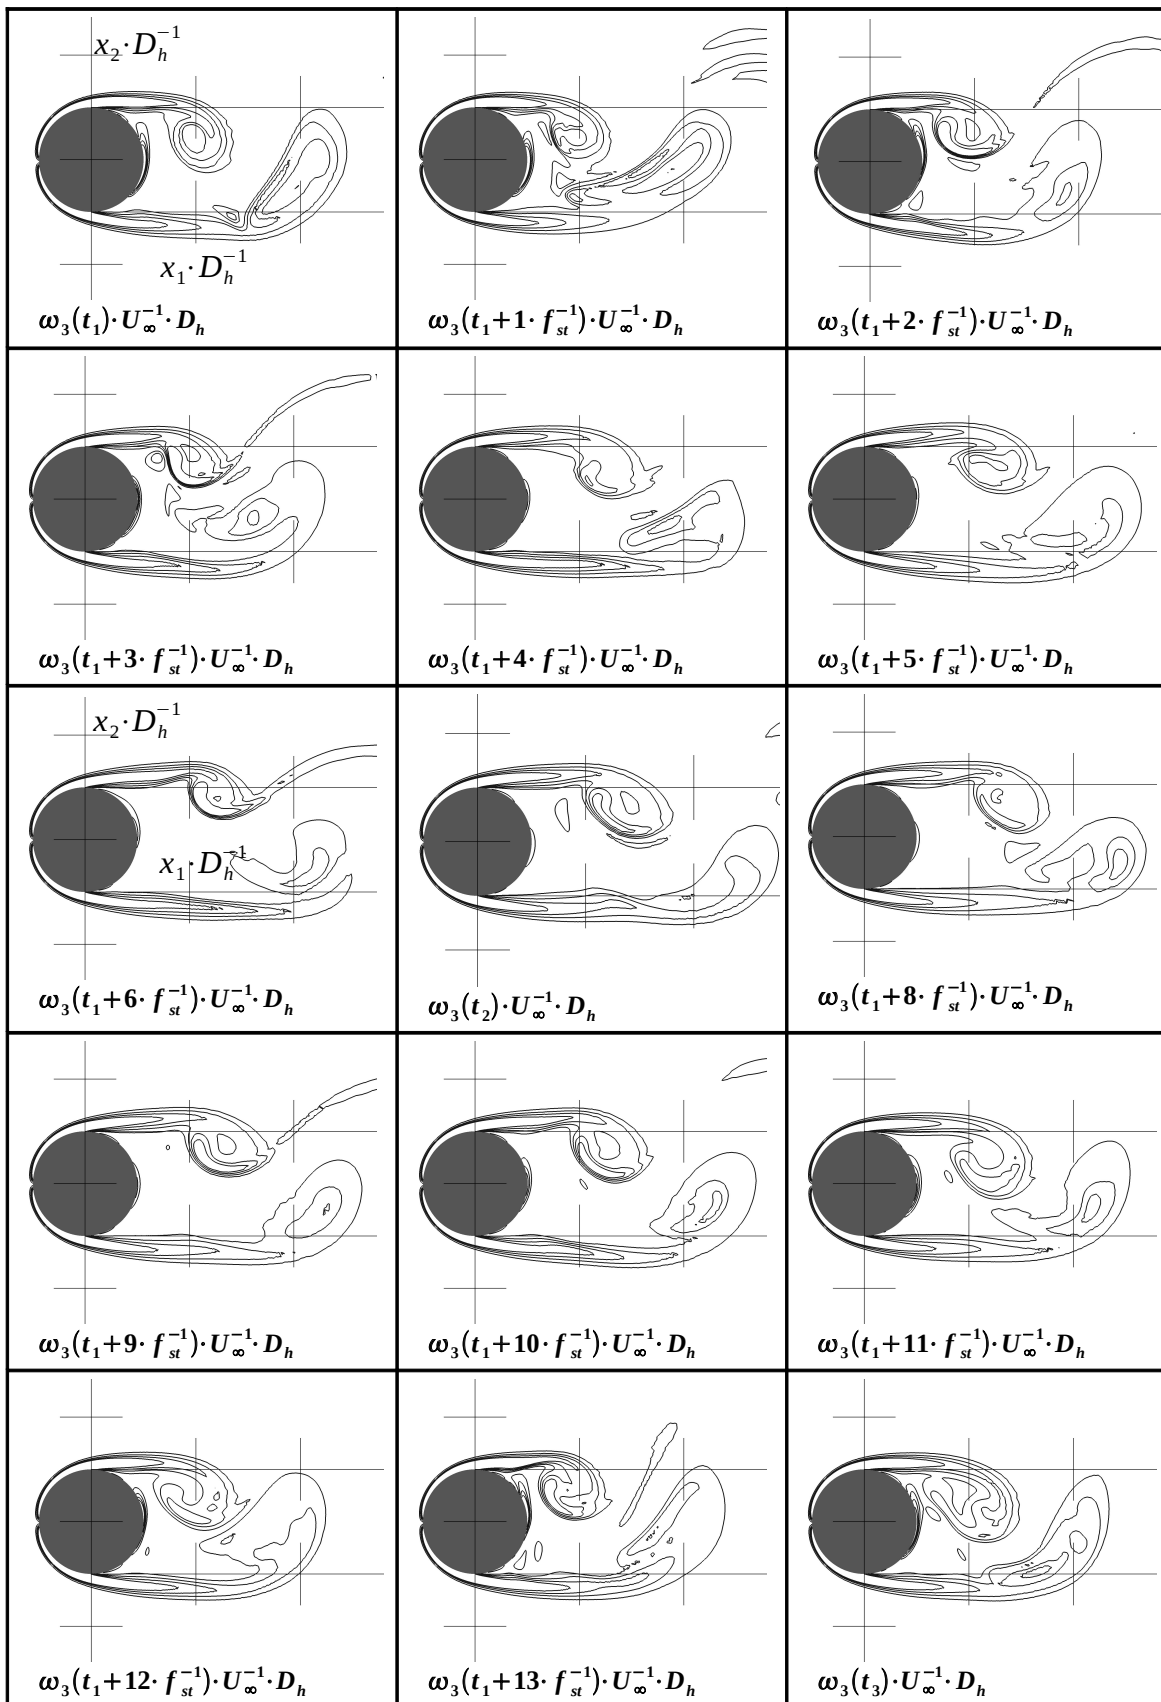 x₂·D_h⁻¹
x₁·D_h⁻¹
ω₃(t₁)·U_∞⁻¹·D_h
ω₃(t₁+1·f_st⁻¹)·U_∞⁻¹·D_h
ω₃(t₁+2·f_st⁻¹)·U_∞⁻¹·D_h
ω₃(t₁+3·f_st⁻¹)·U_∞⁻¹·D_h
ω₃(t₁+4·f_st⁻¹)·U_∞⁻¹·D_h
ω₃(t₁+5·f_st⁻¹)·U_∞⁻¹·D_h
x₂·D_h⁻¹
x₁·D_h⁻¹
ω₃(t₁+6·f_st⁻¹)·U_∞⁻¹·D_h
ω₃(t₂)·U_∞⁻¹·D_h
ω₃(t₁+8·f_st⁻¹)·U_∞⁻¹·D_h
ω₃(t₁+9·f_st⁻¹)·U_∞⁻¹·D_h
ω₃(t₁+10·f_st⁻¹)·U_∞⁻¹·D_h
ω₃(t₁+11·f_st⁻¹)·U_∞⁻¹·D_h
ω₃(t₁+12·f_st⁻¹)·U_∞⁻¹·D_h
ω₃(t₁+13·f_st⁻¹)·U_∞⁻¹·D_h
ω₃(t₃)·U_∞⁻¹·D_h